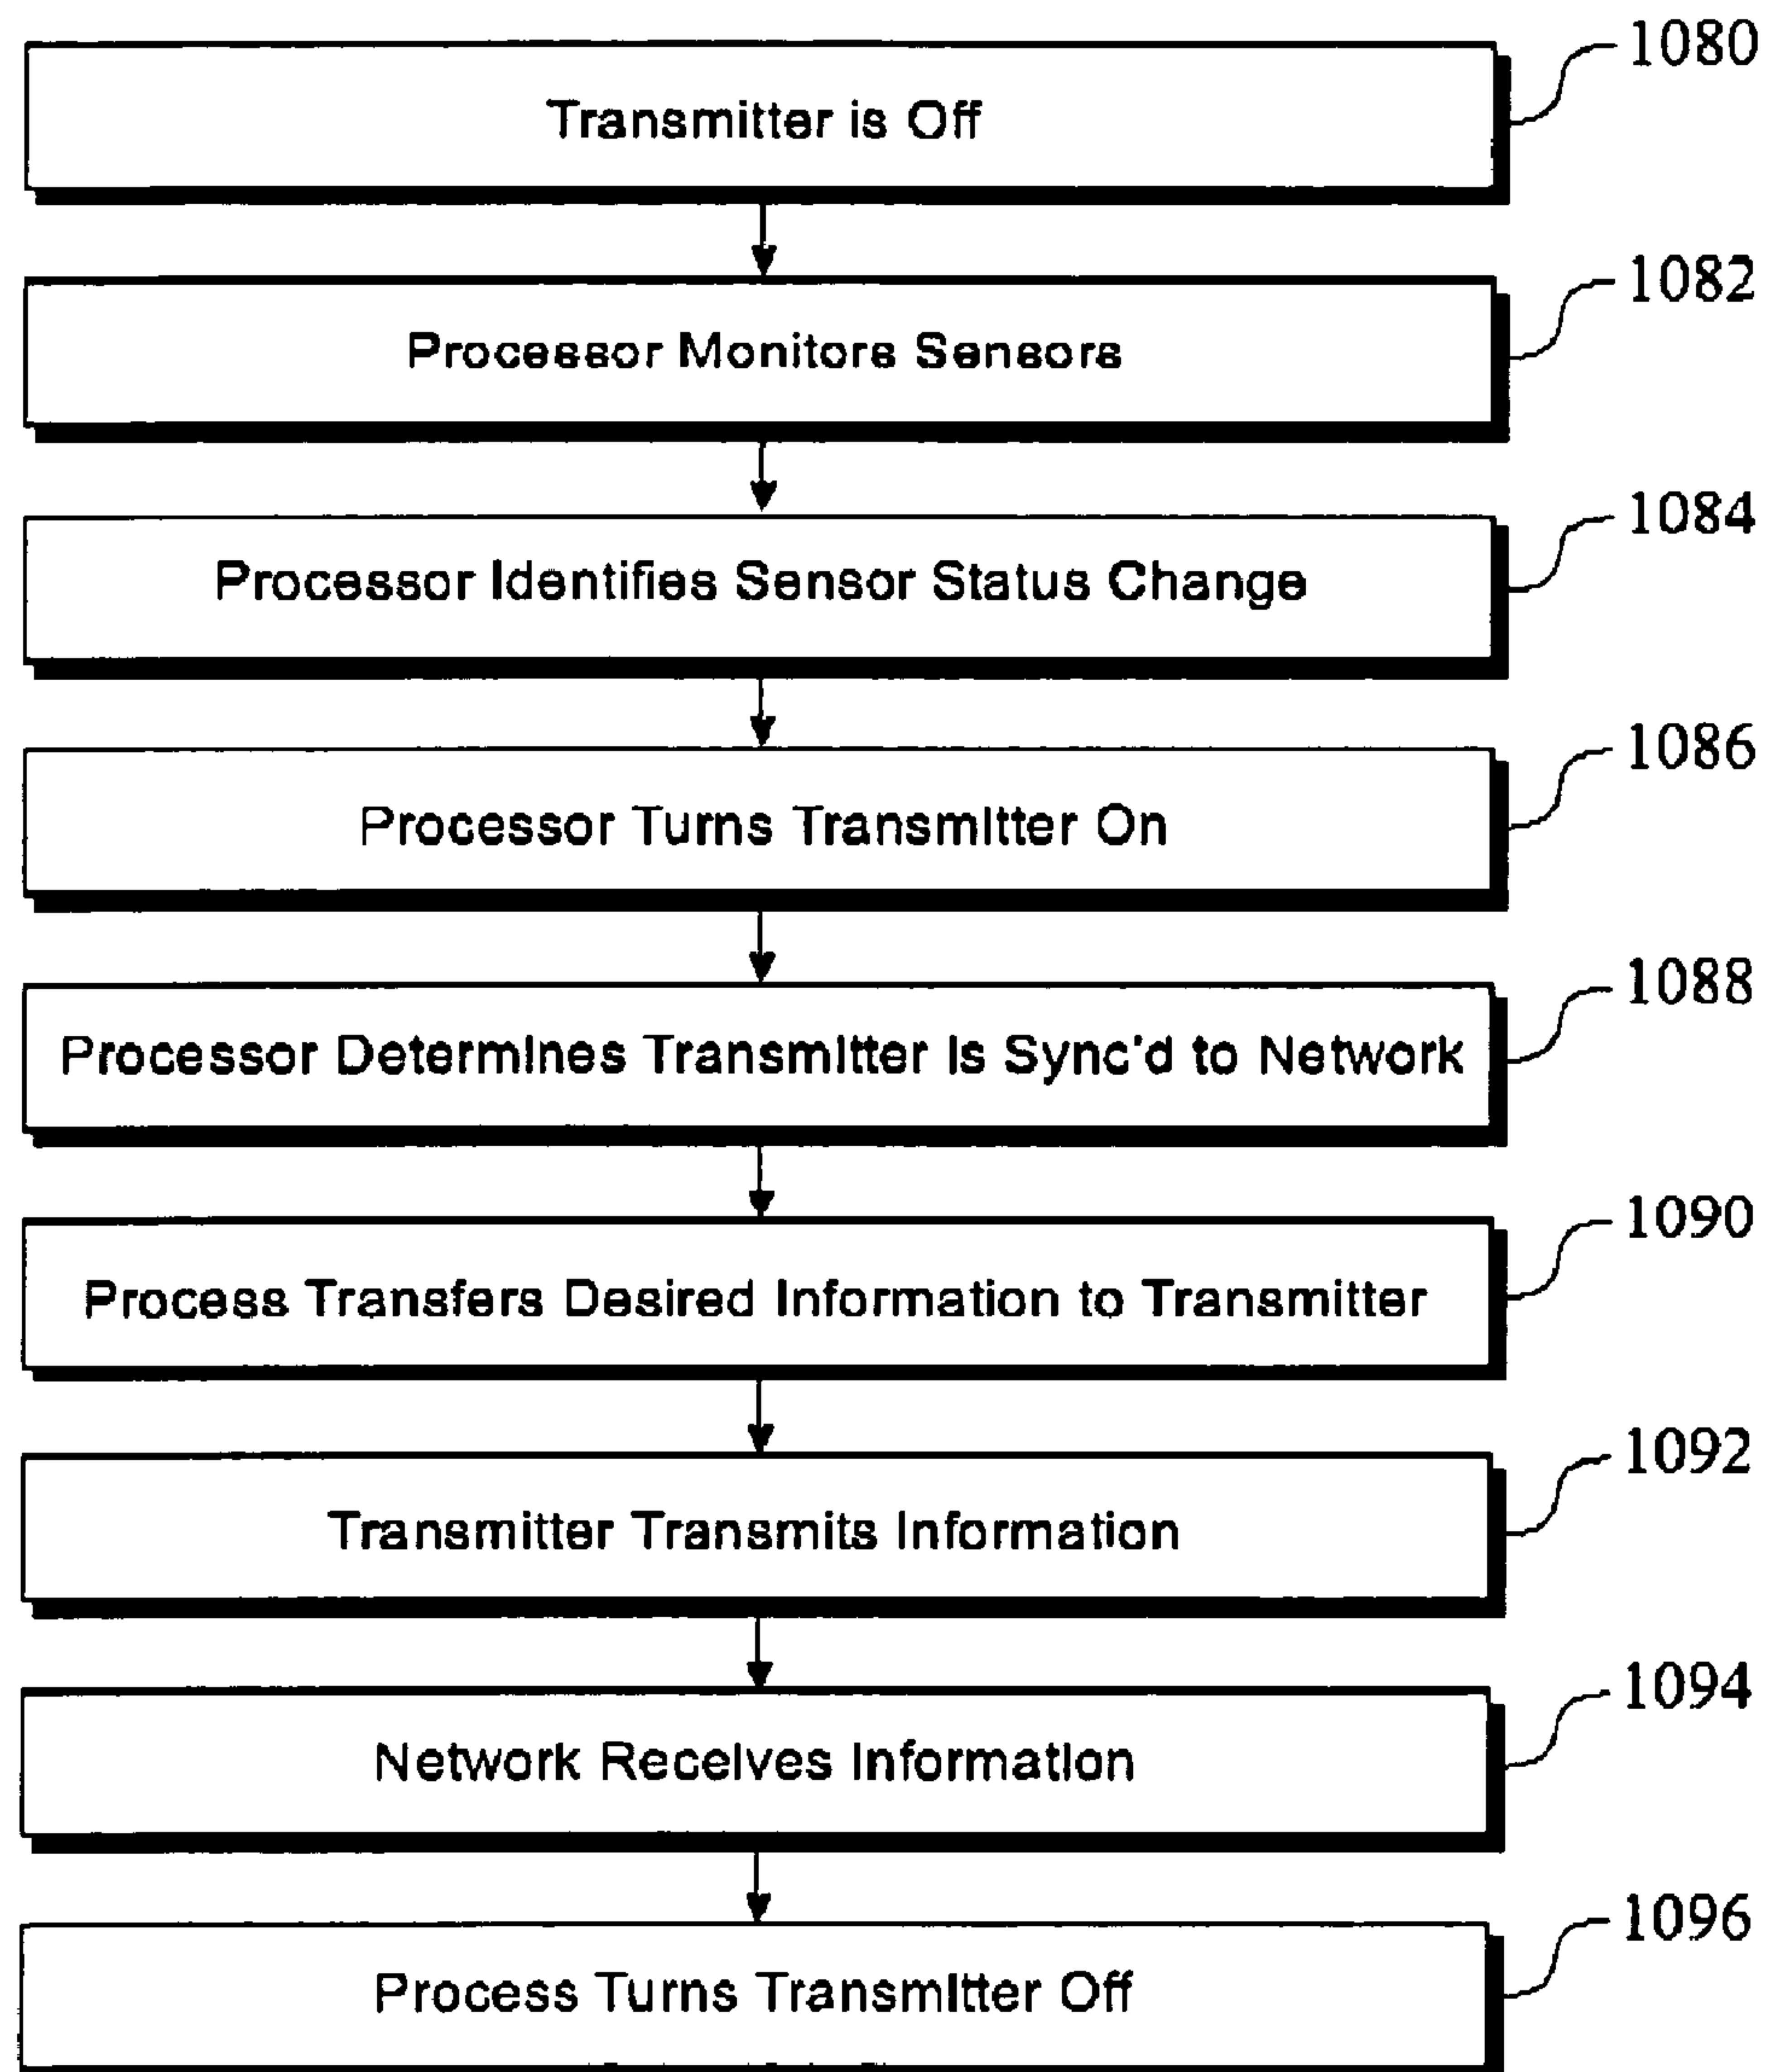 1080
Transmitter is Off
1082
Processor Monitors Sensors
1084
Processor Identifies Sensor Status Change
1086
Processor Turns Transmitter On
1088
Processor Determines Transmitter is Sync'd to Network
1090
Process Transfers Desired Information to Transmitter
1092
Transmitter Transmits Information
1094
Network Receives Information
1096
Process Turns Transmitter Off